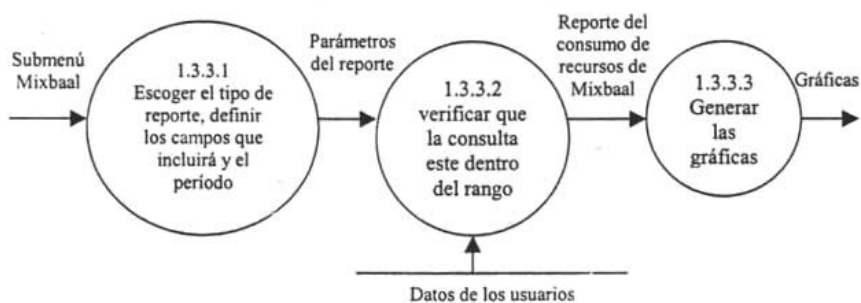 Submenú
Mixbaal
1.3.3.1
Escoger el tipo de
reporte, definir
los campos que
incluirá y el
período
Parámetros
del reporte
1.3.3.2
verificar que
la consulta
este dentro
del rango
Reporte del
consumo de
recursos de
Mixbaal
1.3.3.3
Generar
las
gráficas
Gráficas
Datos de los usuarios